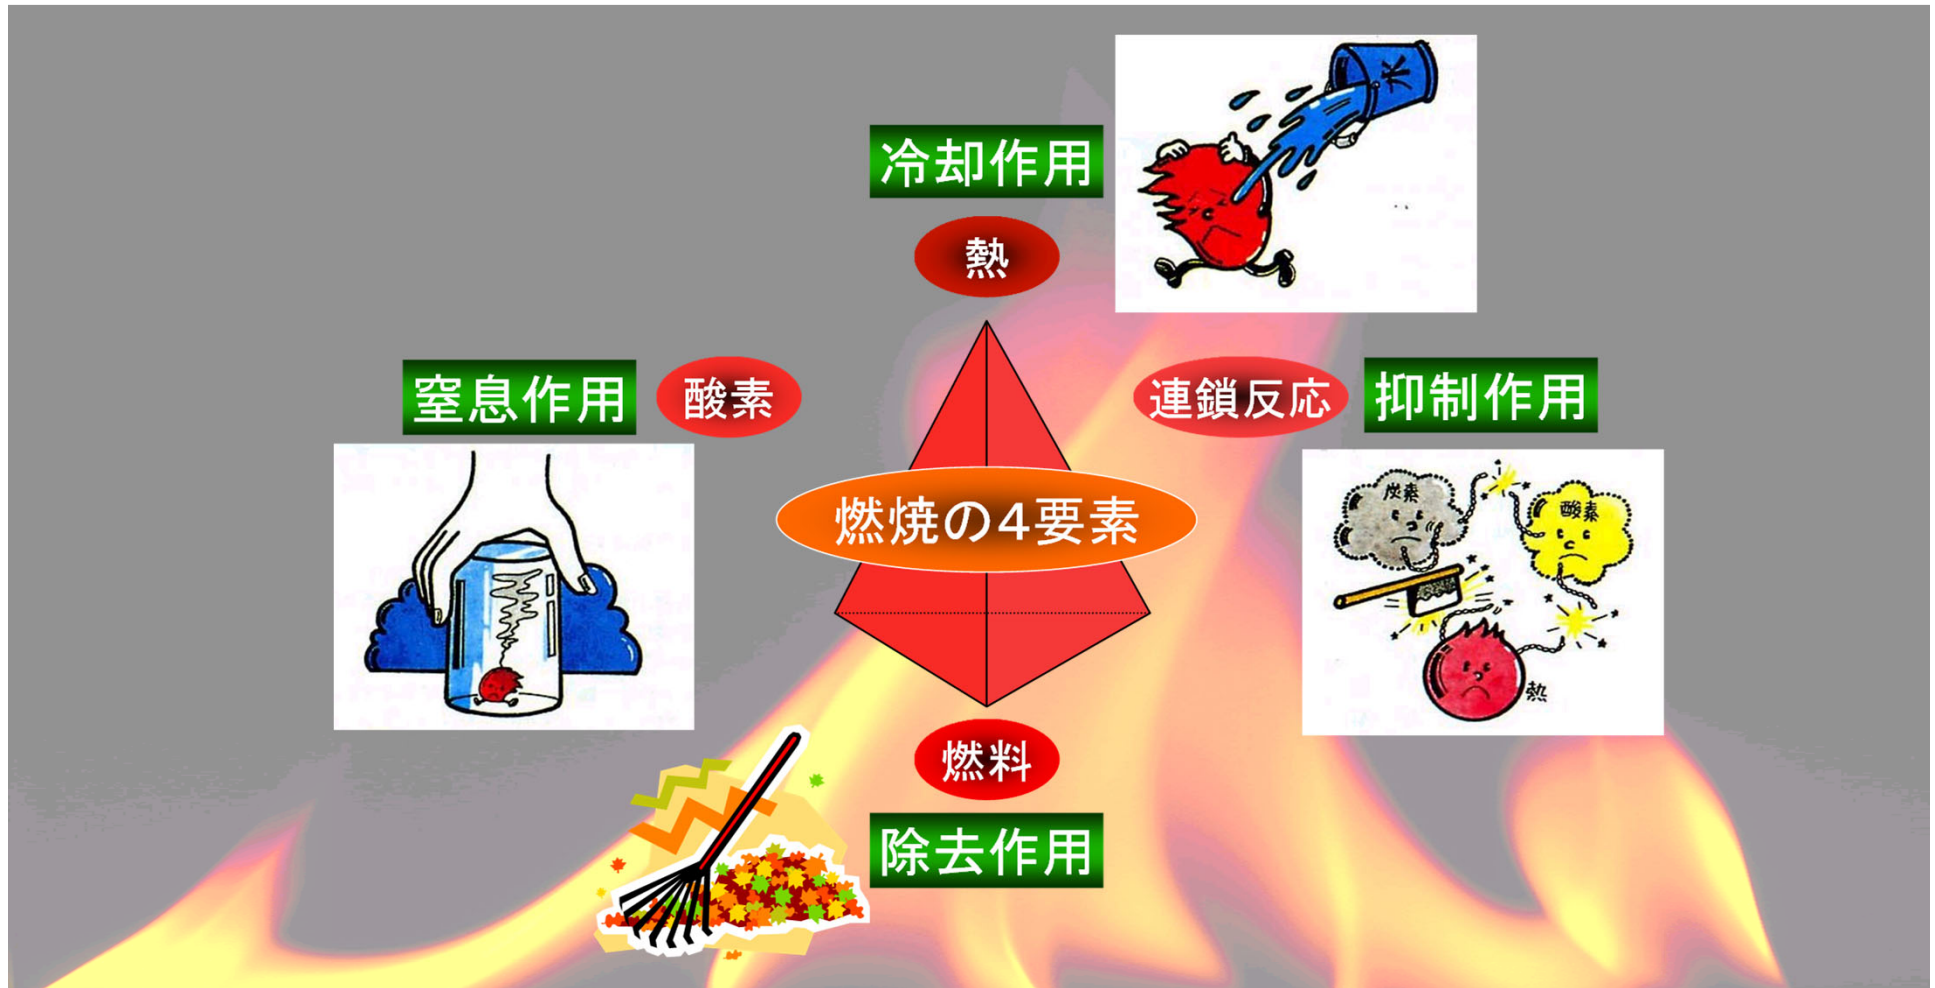 水
冷却作用
熱
窒息作用
酸素
連鎖反応
抑制作用
炭素
酸素
燃焼の4要素
熱
燃料
除去作用